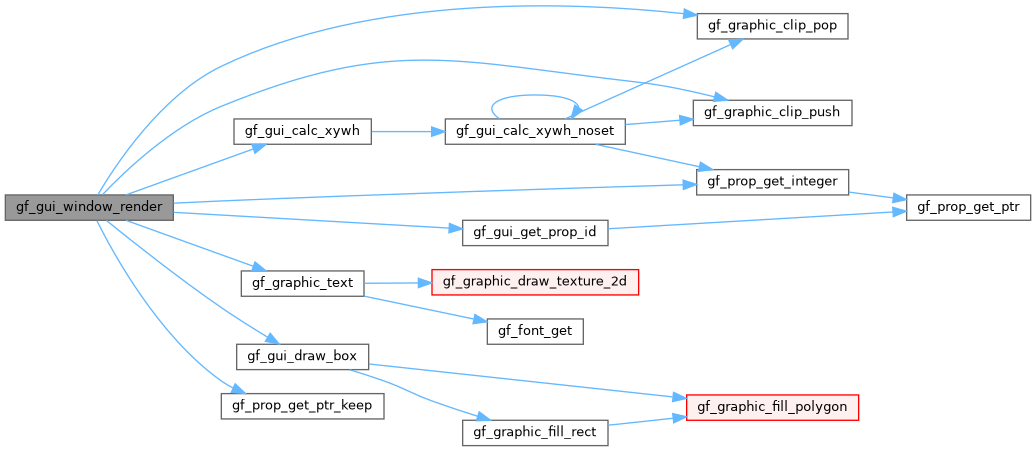 gf_graphic_clip_pop
gf_graphic_clip_push
gf_gui_calc_xywh
gf_gui_calc_xywh_noset
gf_prop_get_integer
gf_gui_window_render
gf_prop_get_ptr
gf_gui_get_prop_id
gf_graphic_text
gf_graphic_draw_texture_2d
gf_font_get
gf_gui_draw_box
gf_prop_get_ptr_keep
gf_graphic_fill_polygon
gf_graphic_fill_rect